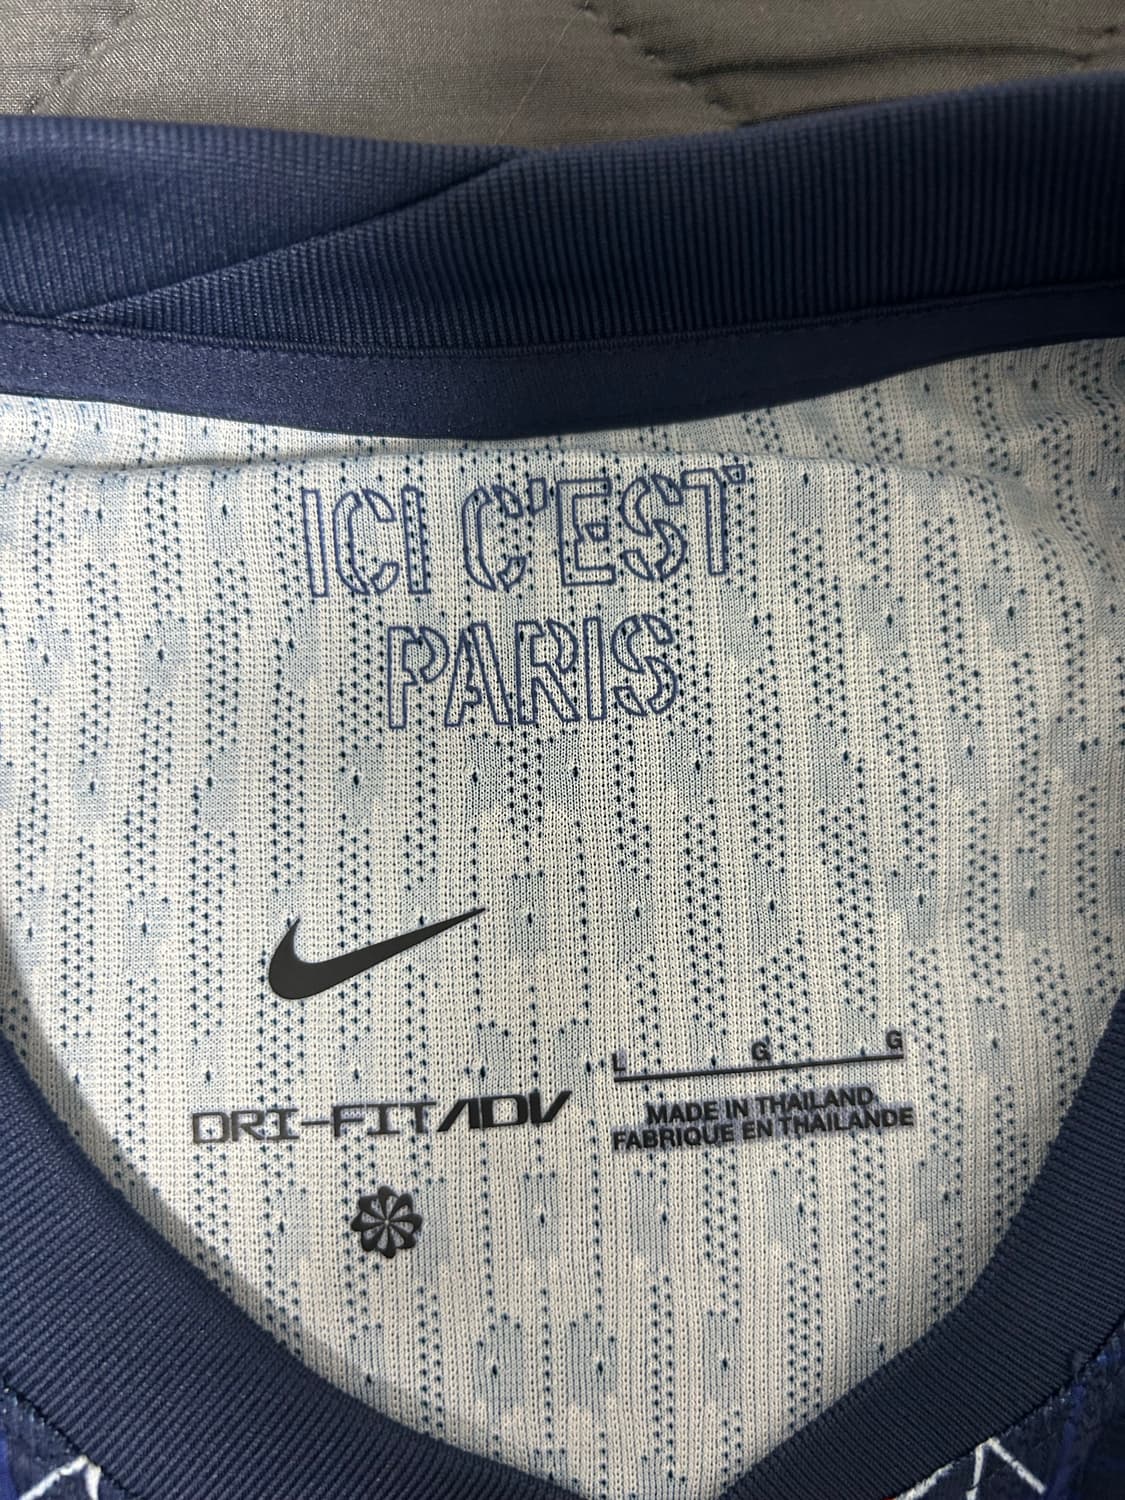 ICI C'EST
PARIS
DRI-FIT ADV
L G G
MADE IN THAILAND
FABRIQUE EN THAILANDE